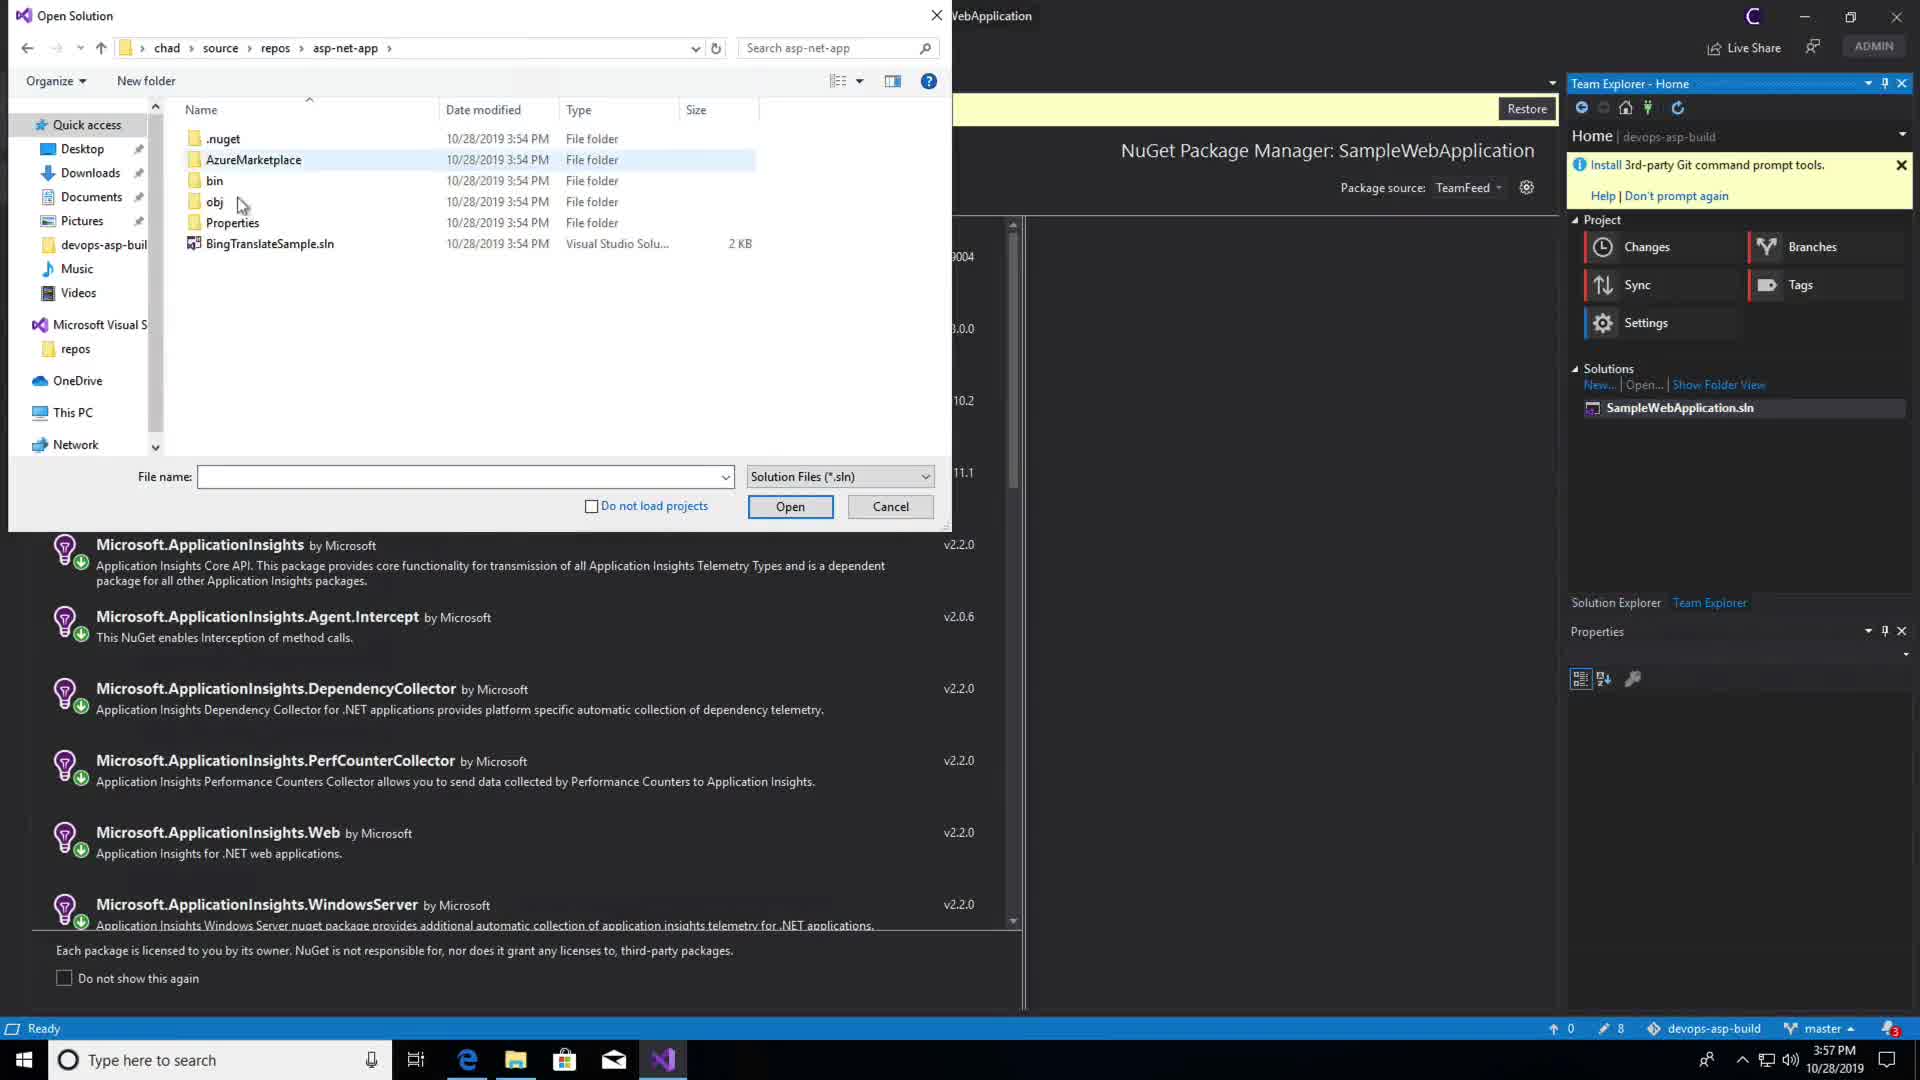 Open Solution
WebApplication
chad › source › repos › asp-net-app ›
Search asp-net-app
Live Share
ADMIN
Organize
New folder
Team Explorer - Home
Name
Date modified
Type
Size
Restore
Quick access
Desktop
Downloads
Documents
Pictures
devops-asp-buil
Music
Videos
Microsoft Visual S
repos
OneDrive
This PC
Network
.nuget 10/28/2019 3:54 PM File folder
AzureMarketplace 10/28/2019 3:54 PM File folder
bin 10/28/2019 3:54 PM File folder
obj 10/28/2019 3:54 PM File folder
Properties 10/28/2019 3:54 PM File folder
BingTranslateSample.sln 10/28/2019 3:54 PM Visual Studio Solu... 2 KB
File name:
Solution Files (*.sln)
Do not load projects
Open
Cancel
NuGet Package Manager: SampleWebApplication
Package source: TeamFeed
9004
3.0.0
10.2
11.1
Home | devops-asp-build
Install 3rd-party Git command prompt tools.
Help | Don't prompt again
Project
Changes
Branches
Sync
Tags
Settings
Solutions
New... | Open... | Show Folder View
SampleWebApplication.sln
Solution Explorer Team Explorer
Properties
Microsoft.ApplicationInsights by Microsoft v2.2.0
Application Insights Core API. This package provides core functionality for transmission of all Application Insights Telemetry Types and is a dependent
package for all other Application Insights packages.
Microsoft.ApplicationInsights.Agent.Intercept by Microsoft v2.0.6
This NuGet enables Interception of method calls.
Microsoft.ApplicationInsights.DependencyCollector by Microsoft v2.2.0
Application Insights Dependency Collector for .NET applications provides platform specific automatic collection of dependency telemetry.
Microsoft.ApplicationInsights.PerfCounterCollector by Microsoft v2.2.0
Application Insights Performance Counters Collector allows you to send data collected by Performance Counters to Application Insights.
Microsoft.ApplicationInsights.Web by Microsoft v2.2.0
Application Insights for .NET web applications.
Microsoft.ApplicationInsights.WindowsServer by Microsoft v2.2.0
Application Insights Windows Server nuget package provides additional automatic collection of application insights telemetry for .NET applications.
Each package is licensed to you by its owner. NuGet is not responsible for, nor does it grant any licenses to, third-party packages.
Do not show this again
Ready
0
8
devops-asp-build
master
3
Type here to search
3:57 PM
10/28/2019